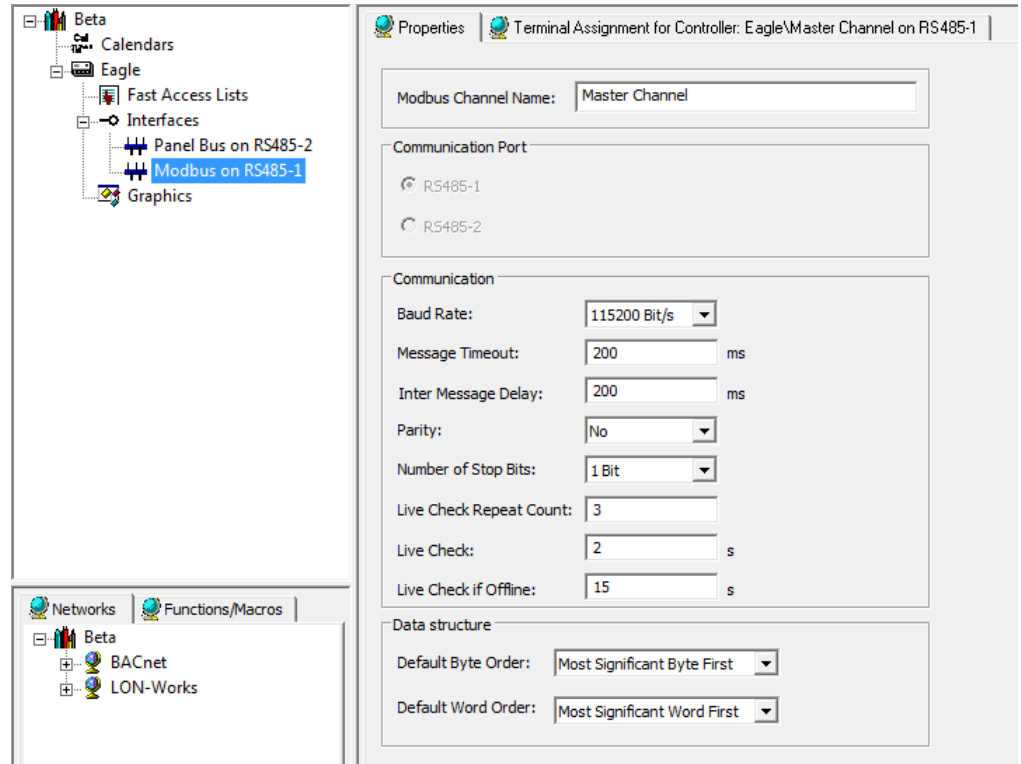 Beta
Calendars
Eagle
Fast Access Lists
Interfaces
Panel Bus on RS485-2
Modbus on RS485-1
Graphics
Networks Functions/Macros
Beta
BACnet
LON-Works
Properties Terminal Assignment for Controller: Eagle\Master Channel on RS485-1
Modbus Channel Name: Master Channel
Communication Port
RS485-1
RS485-2
Communication
Baud Rate: 115200 Bit/s
Message Timeout: 200 ms
Inter Message Delay: 200 ms
Parity: No
Number of Stop Bits: 1 Bit
Live Check Repeat Count: 3
Live Check: 2 s
Live Check if Offline: 15 s
Data structure
Default Byte Order: Most Significant Byte First
Default Word Order: Most Significant Word First